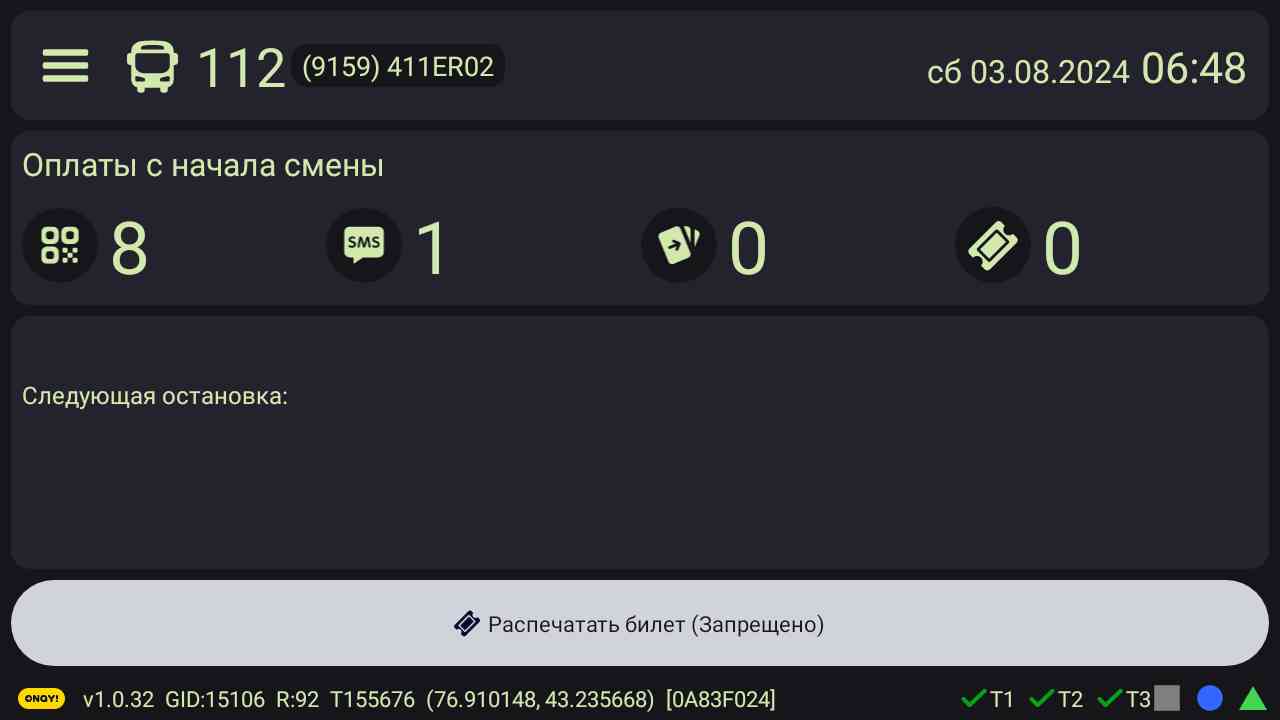 112 (9159) 411ER02 сб 03.08.2024 06:48
Оплаты с начала смены
8 SMS 1 0 0
Следующая остановка:
Распечатать билет (Запрещено)
ONAY! v1.0.32 GID:15106 R:92 T155676 (76.910148, 43.235668) [0A83F024] T1 T2 T3